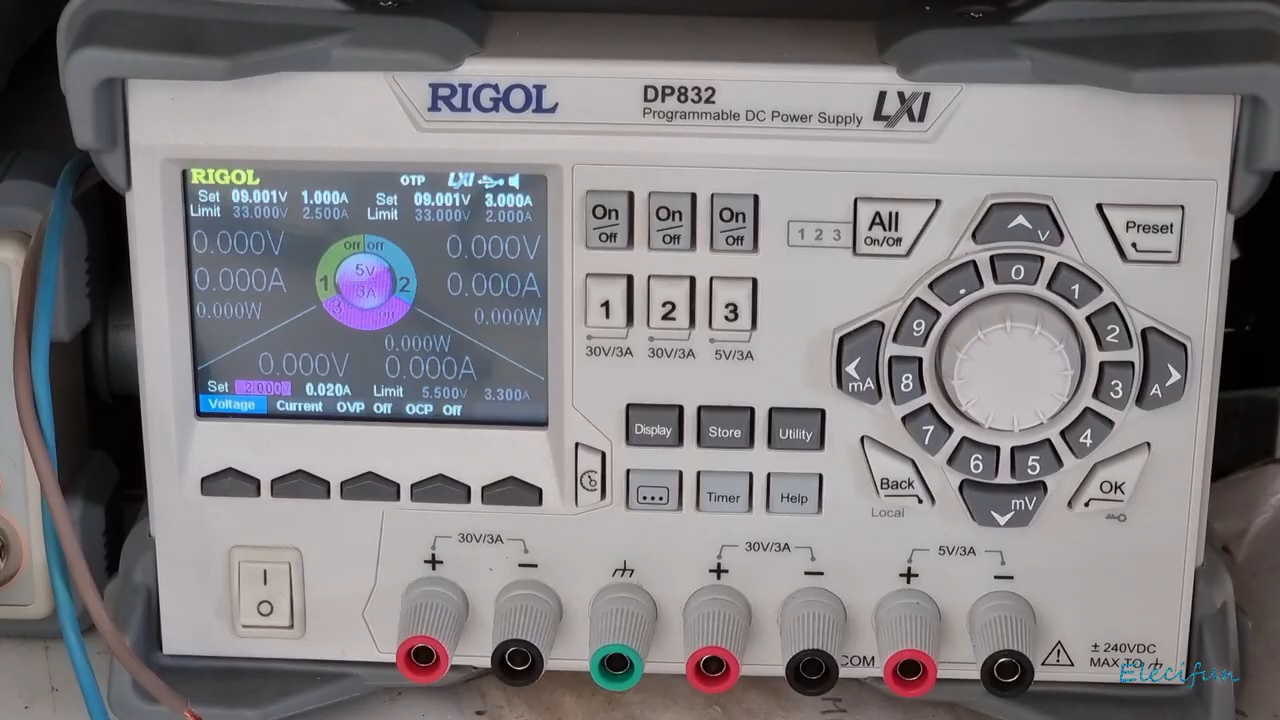 RIGOL DP832 LXI
Programmable DC Power Supply
RIGOL OTP LXI
Set 09.001V 1.000A Set 09.001V 3.000A
Limit 33.000V 2.500A Limit 33.000V 2.000A
0.000V Off Off 0.000V
0.000A 1 5V 2 0.000A
3A
0.000W 3 Off 0.000W
0.000W
0.000V 0.000A
Set 2.000V 0.020A Limit 5.500V 3.300A
Voltage Current OVP Off OCP Off
On On On
Off Off Off
1 2 3
30V/3A 30V/3A 5V/3A
1 2 3
All
On/Off
V
Preset
0
1
2
3
4
5
6
7
8
9
.
mA
A
mV
Display Store Utility
Timer Help
Back
Local
OK
30V/3A 30V/3A 5V/3A
+ − + − + −
COM
± 240VDC
MAX TO
Elecifun